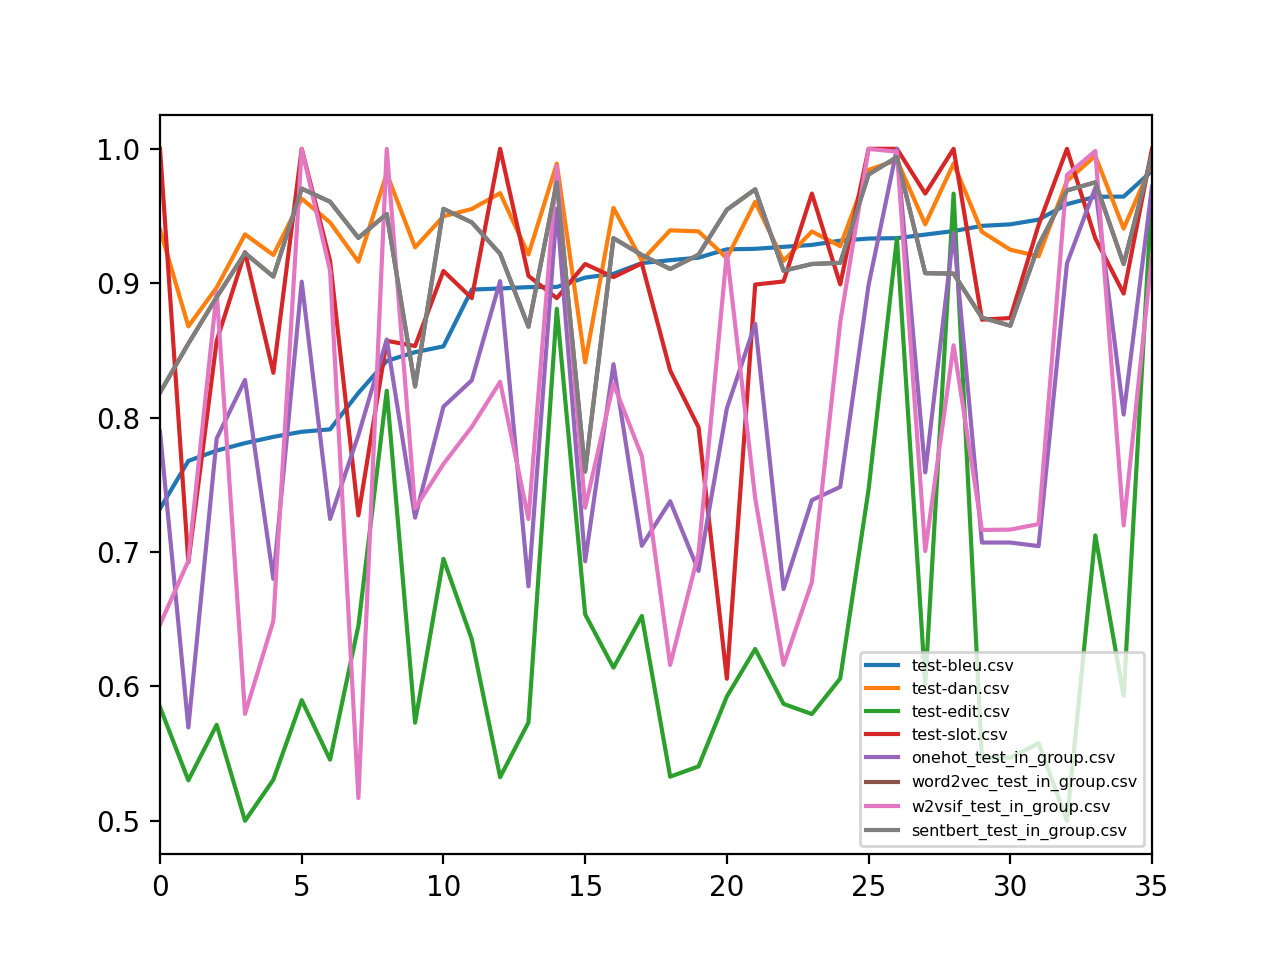 1.0
0.9
0.8
0.7
0.6
0.5
test-bleu.csv
test-dan.csv
test-edit.csv
test-slot.csv
onehot_test_in_group.csv
word2vec_test_in_group.csv
w2vsif_test_in_group.csv
sentbert_test_in_group.csv
0 5 10 15 20 25 30 35